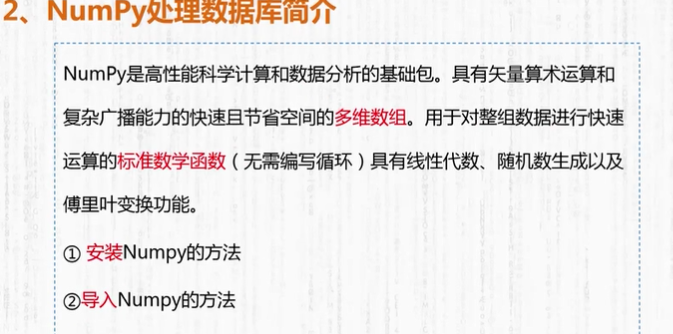 2、NumPy处理数据库简介
NumPy是高性能科学计算和数据分析的基础包。具有矢量算术运算和
复杂广播能力的快速且节省空间的多维数组。用于对整组数据进行快速
运算的标准数学函数（无需编写循环）具有线性代数、随机数生成以及
傅里叶变换功能。
① 安装Numpy的方法
②导入Numpy的方法